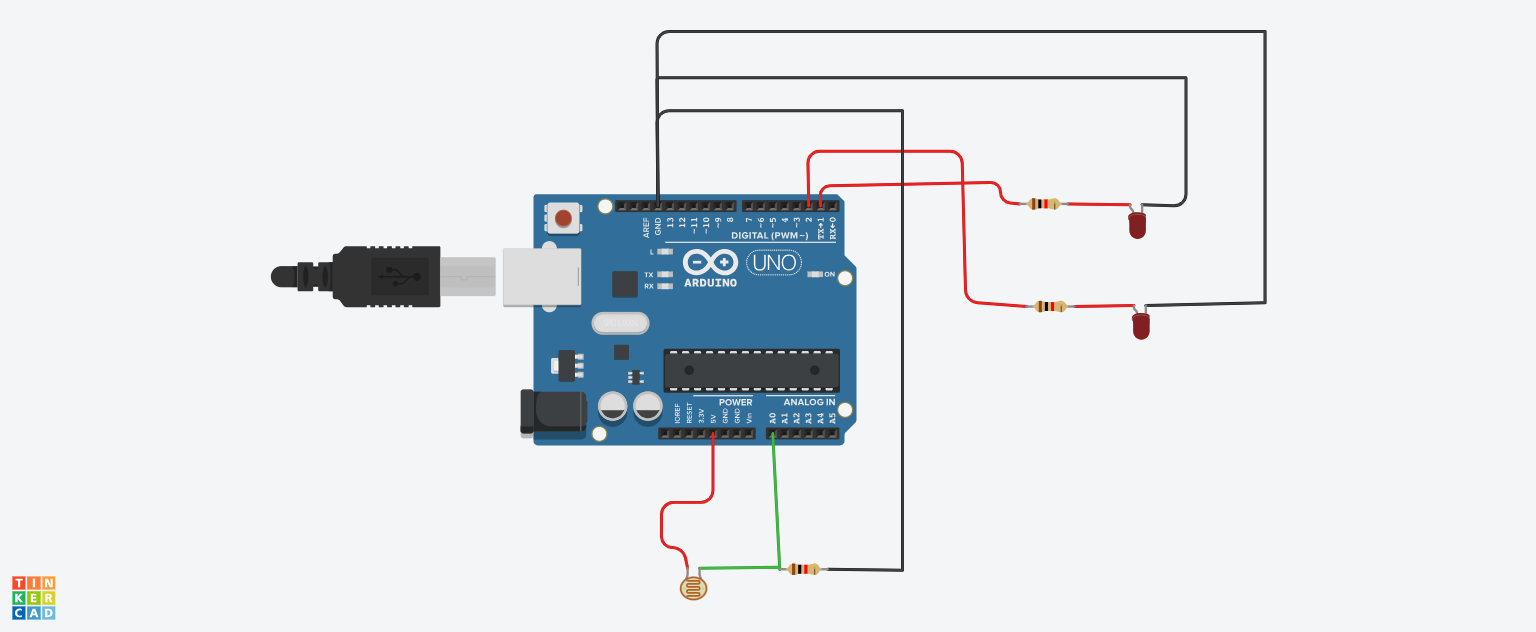 AREF
GND
13
12
~11
~10
~9
8
7
~6
~5
4
~3
2
TX→1
RX←0
DIGITAL (PWM~)
L
TX
RX
ARDUINO
UNO
ON
POWER
ANALOG IN
IOREF
RESET
3.3V
5V
GND
GND
Vin
A0
A1
A2
A3
A4
A5
TIN
KER
CAD